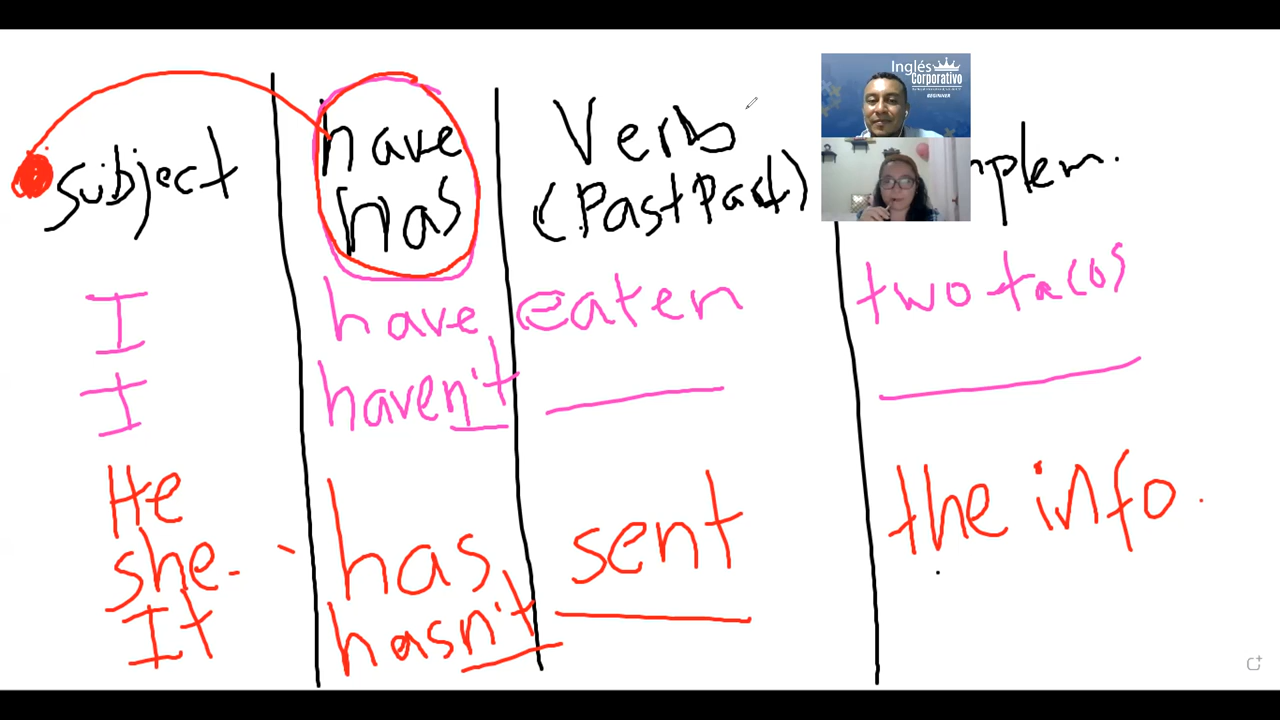 Inglés
Corporativo
BEGINNER
subject have has Verb (Past Part) mplem.
I have eaten two tacos
I haven't
He
she has sent the info.
It hasn't